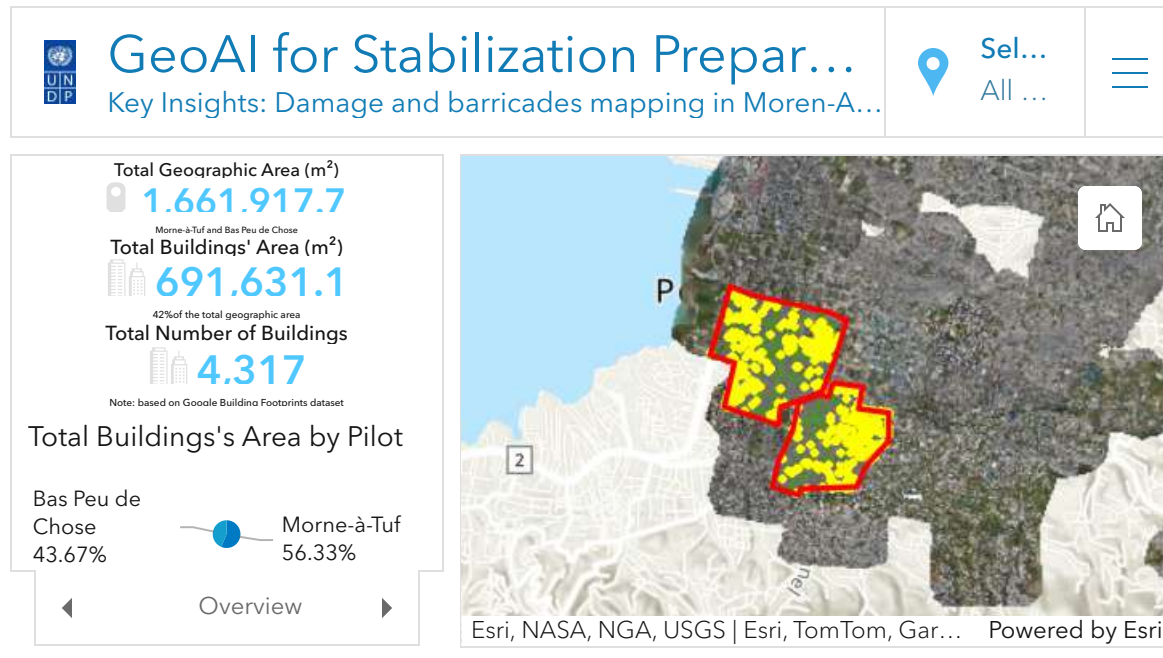 UN
DP
GeoAI for Stabilization Prepar...
Key Insights: Damage and barricades mapping in Moren-A...
Sel...
All ...
Total Geographic Area (m²)
1,661,917.7
Morne-à-Tuf and Bas Peu de Chose
Total Buildings' Area (m²)
691,631.1
42%of the total geographic area
Total Number of Buildings
4,317
Note: based on Google Building Footprints dataset
Total Buildings's Area by Pilot
Bas Peu de
Chose
43.67%
Morne-à-Tuf
56.33%
Overview
P
2
ne/
Esri, NASA, NGA, USGS | Esri, TomTom, Gar...
Powered by Esri